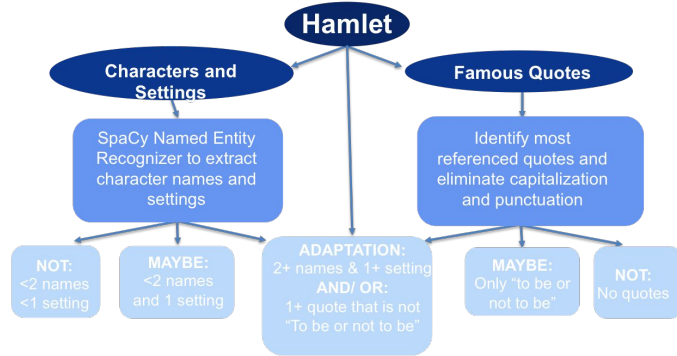 Hamlet
Characters and
Settings
Famous Quotes
SpaCy Named Entity
Recognizer to extract
character names and
settings
Identify most
referenced quotes and
eliminate capitalization
and punctuation
NOT:
<2 names
<1 setting
MAYBE:
<2 names
and 1 setting
ADAPTATION:
2+ names & 1+ setting
AND/ OR:
1+ quote that is not
“To be or not to be”
MAYBE:
Only “to be or
not to be”
NOT:
No quotes